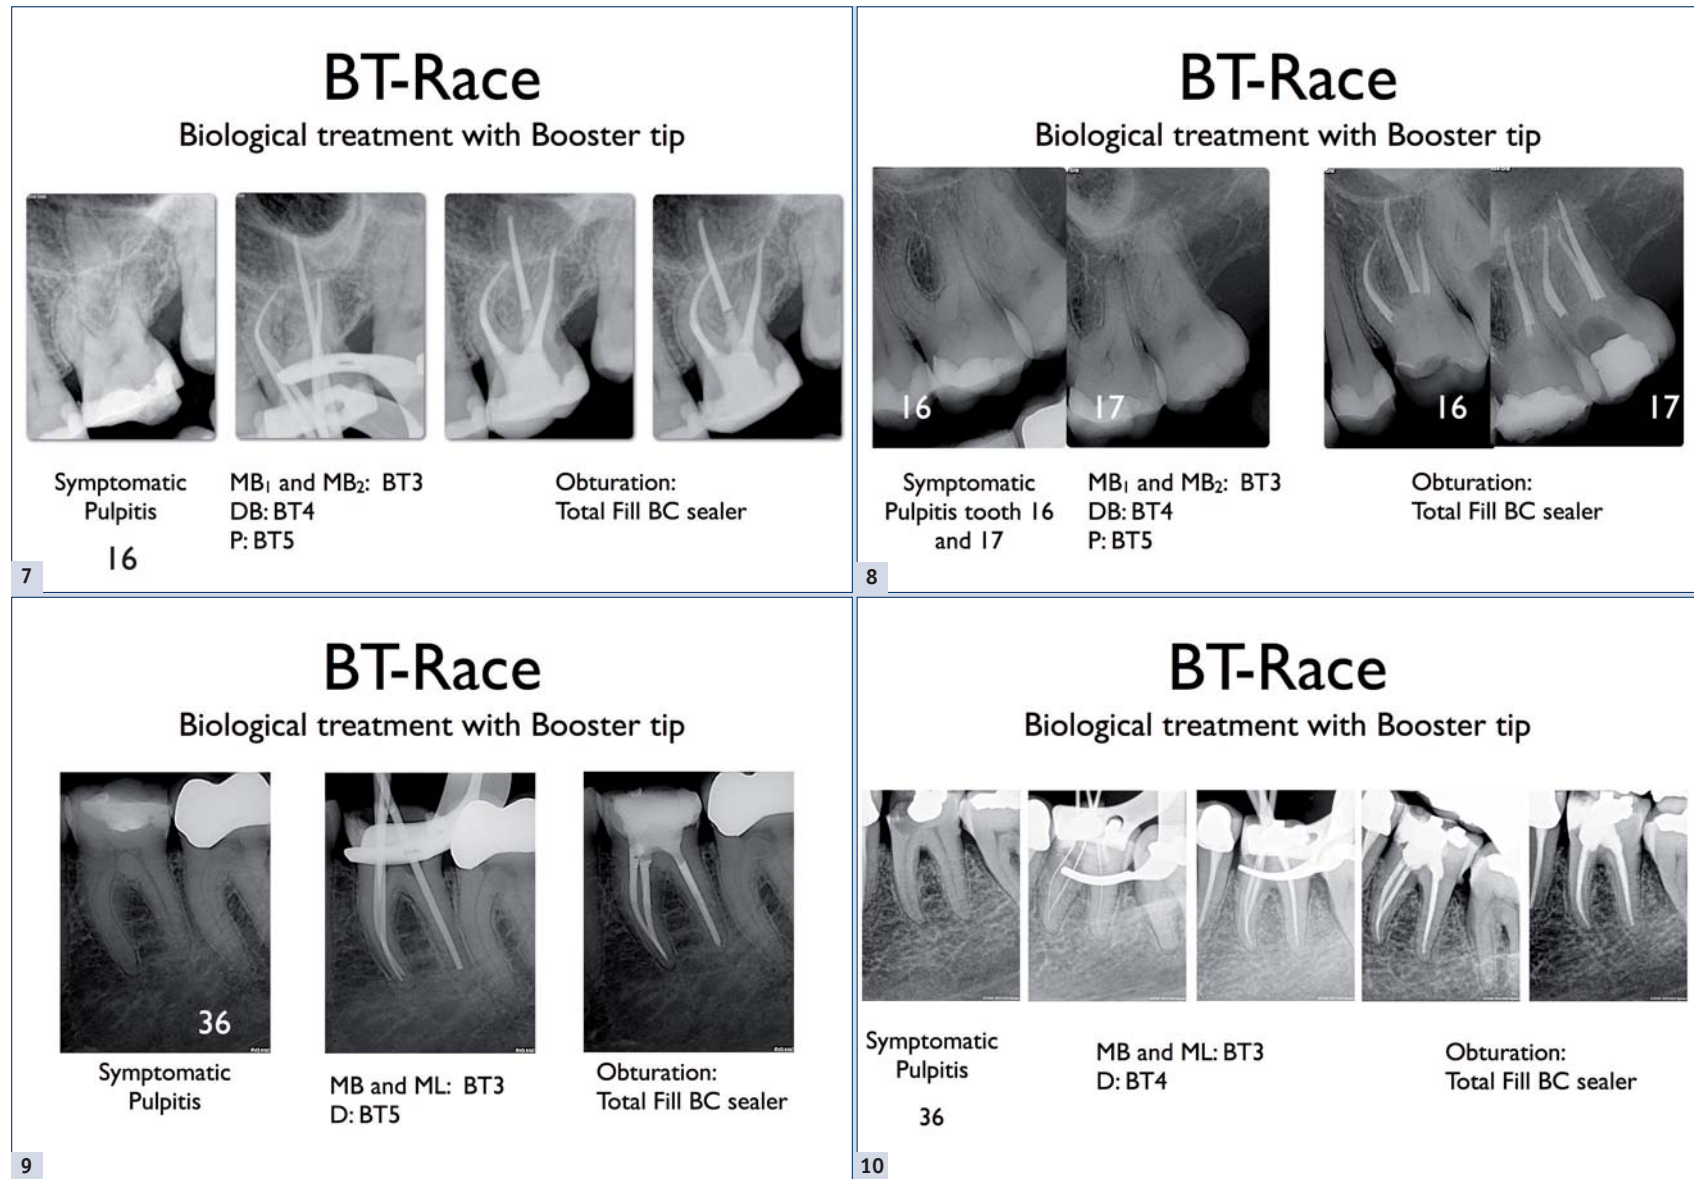 BT-Race
Biological treatment with Booster tip
Symptomatic
Pulpitis
16
MB₁ and MB₂: BT3
DB: BT4
P: BT5
Obturation:
Total Fill BC sealer
7
BT-Race
Biological treatment with Booster tip
16
17
16
17
Symptomatic
Pulpitis tooth 16
and 17
MB₁ and MB₂: BT3
DB: BT4
P: BT5
Obturation:
Total Fill BC sealer
8
BT-Race
Biological treatment with Booster tip
36
Symptomatic
Pulpitis
MB and ML: BT3
D: BT5
Obturation:
Total Fill BC sealer
9
BT-Race
Biological treatment with Booster tip
Symptomatic
Pulpitis
36
MB and ML: BT3
D: BT4
Obturation:
Total Fill BC sealer
10